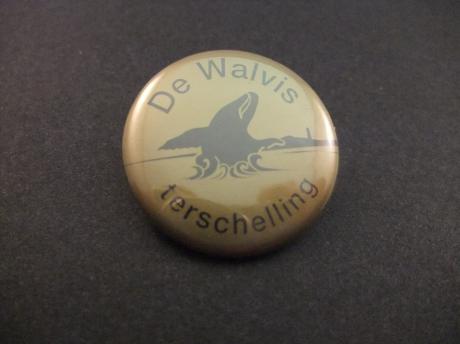 De Walvis
terschelling